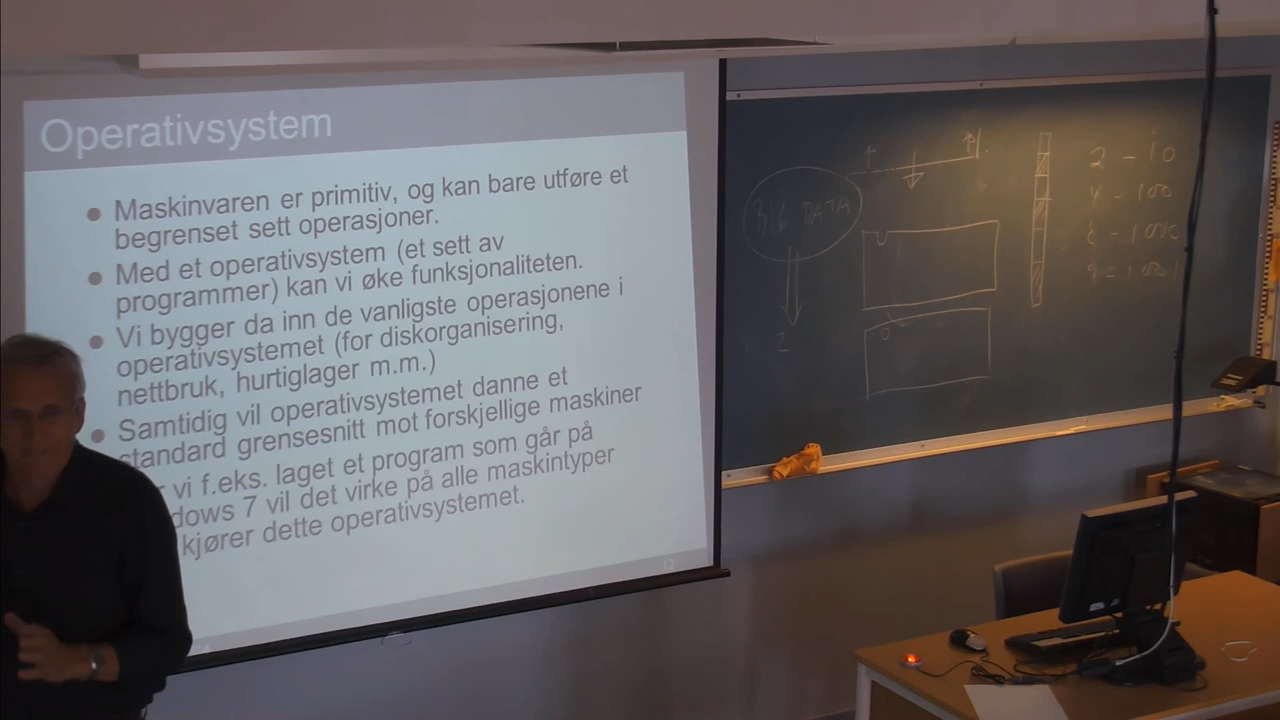 Operativsystem
Maskinvaren er primitiv, og kan bare utføre et
begrenset sett operasjoner.
Med et operativsystem (et sett av
programmer) kan vi øke funksjonaliteten.
Vi bygger da inn de vanligste operasjonene i
operativsystemet (for diskorganisering,
nettbruk, hurtiglager m.m.)
Samtidig vil operativsystemet danne et
standard grensesnitt mot forskjellige maskiner
vi f.eks. laget et program som går på
dows 7 vil det virke på alle maskintyper
kjører dette operativsystemet.
BIG DATA
2 - 10
4 - 100